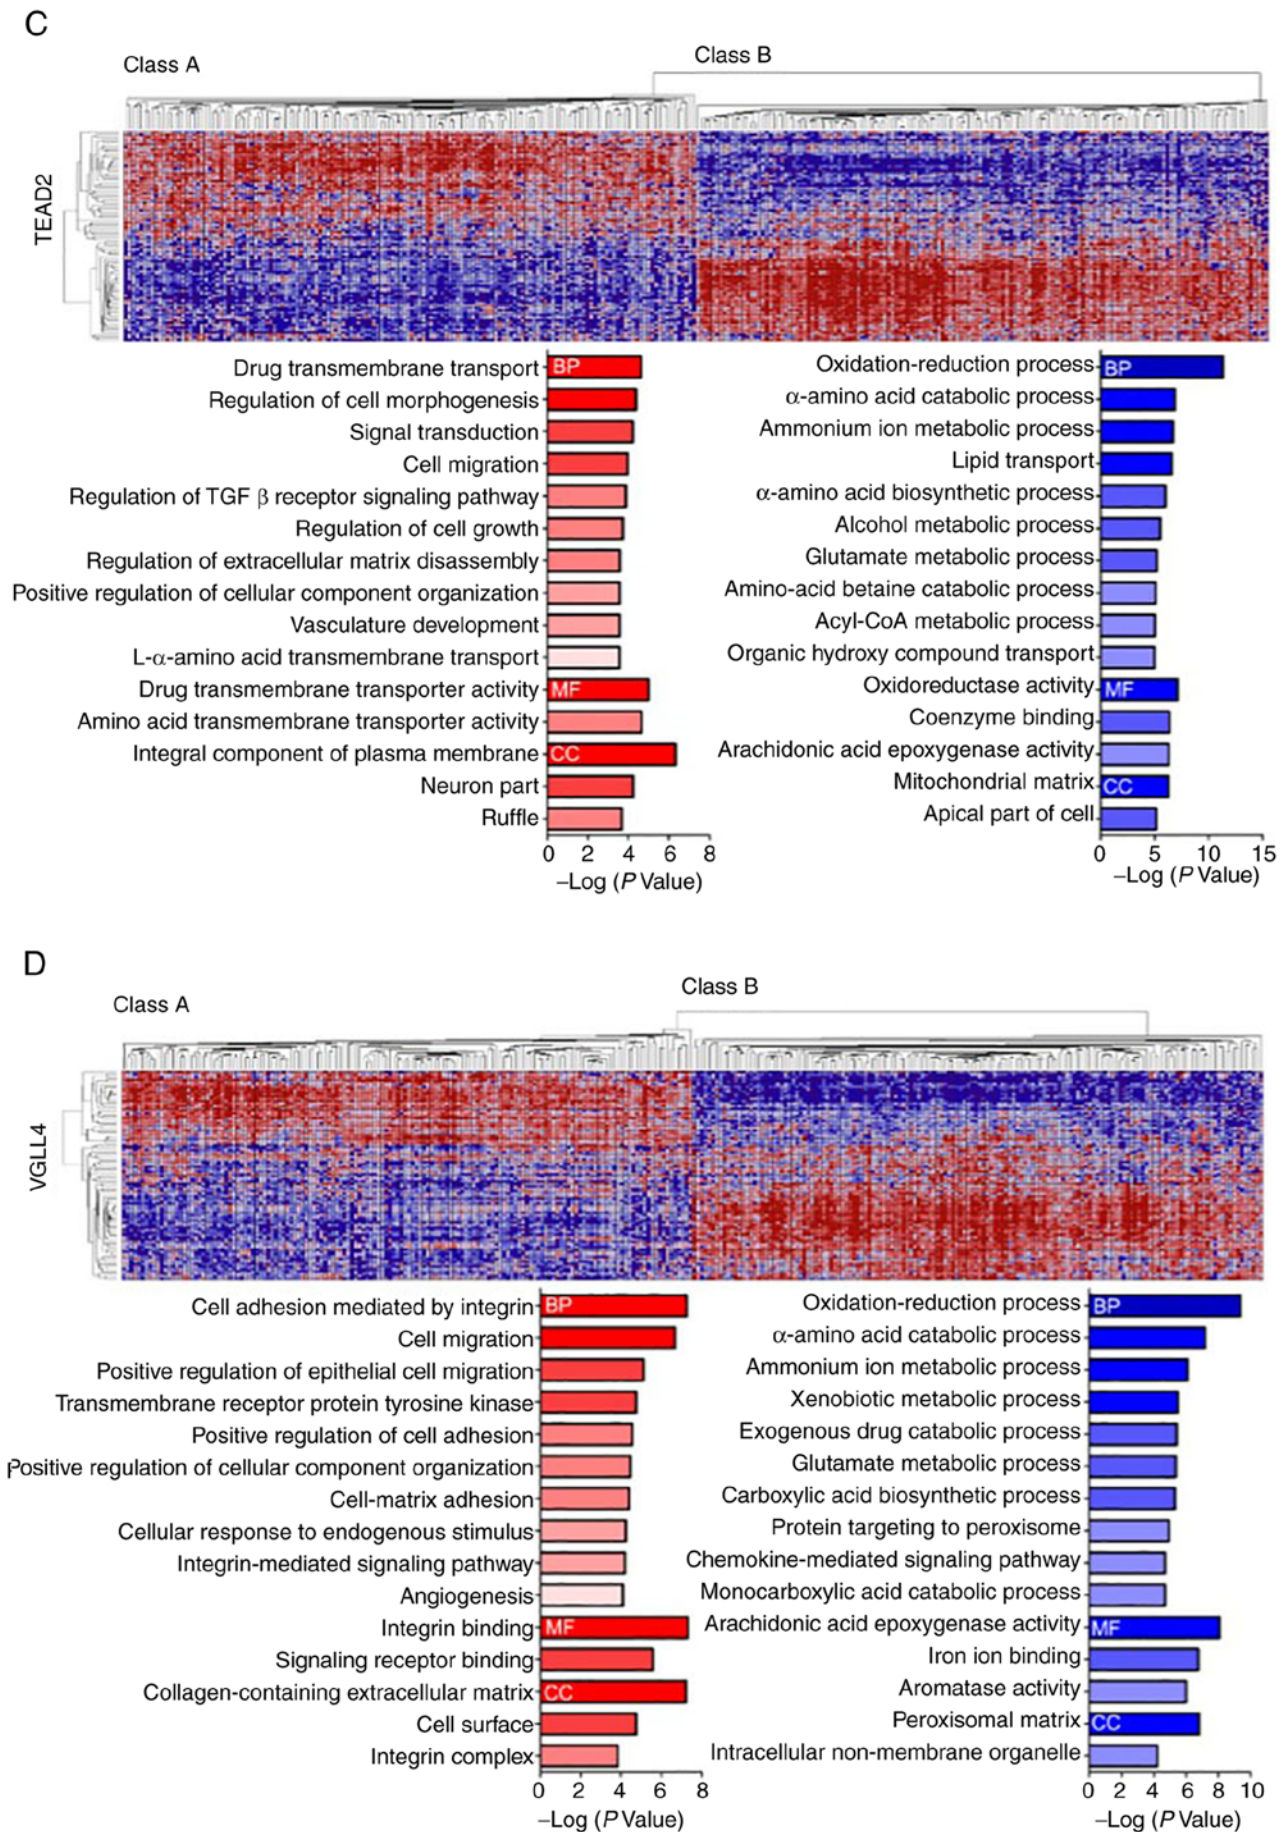 C
Class A
Class B
TEAD2
Drug transmembrane transport
BP
Regulation of cell morphogenesis
Signal transduction
Cell migration
Regulation of TGF β receptor signaling pathway
Regulation of cell growth
Regulation of extracellular matrix disassembly
Positive regulation of cellular component organization
Vasculature development
L-α-amino acid transmembrane transport
Drug transmembrane transporter activity
MF
Amino acid transmembrane transporter activity
Integral component of plasma membrane
CC
Neuron part
Ruffle
0 2 4 6 8
–Log (P Value)
Oxidation-reduction process
BP
α-amino acid catabolic process
Ammonium ion metabolic process
Lipid transport
α-amino acid biosynthetic process
Alcohol metabolic process
Glutamate metabolic process
Amino-acid betaine catabolic process
Acyl-CoA metabolic process
Organic hydroxy compound transport
Oxidoreductase activity
MF
Coenzyme binding
Arachidonic acid epoxygenase activity
Mitochondrial matrix
CC
Apical part of cell
0 5 10 15
–Log (P Value)
D
Class A
Class B
VGLL4
Cell adhesion mediated by integrin
BP
Cell migration
Positive regulation of epithelial cell migration
Transmembrane receptor protein tyrosine kinase
Positive regulation of cell adhesion
Positive regulation of cellular component organization
Cell-matrix adhesion
Cellular response to endogenous stimulus
Integrin-mediated signaling pathway
Angiogenesis
Integrin binding
MF
Signaling receptor binding
Collagen-containing extracellular matrix
CC
Cell surface
Integrin complex
0 2 4 6 8
–Log (P Value)
Oxidation-reduction process
BP
α-amino acid catabolic process
Ammonium ion metabolic process
Xenobiotic metabolic process
Exogenous drug catabolic process
Glutamate metabolic process
Carboxylic acid biosynthetic process
Protein targeting to peroxisome
Chemokine-mediated signaling pathway
Monocarboxylic acid catabolic process
Arachidonic acid epoxygenase activity
MF
Iron ion binding
Aromatase activity
Peroxisomal matrix
CC
Intracellular non-membrane organelle
0 2 4 6 8 10
–Log (P Value)